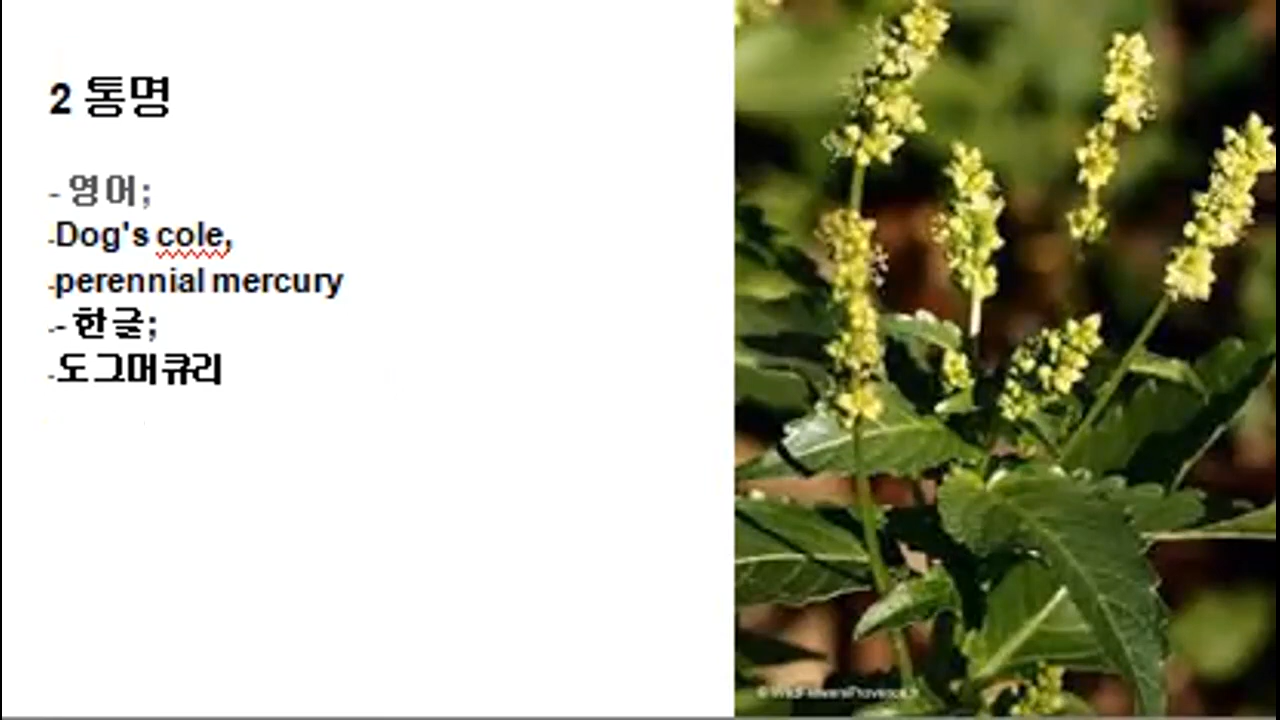 2 통명
- 영어;
-Dog's cole,
-perennial mercury
-- 한글;
-도그머큐리